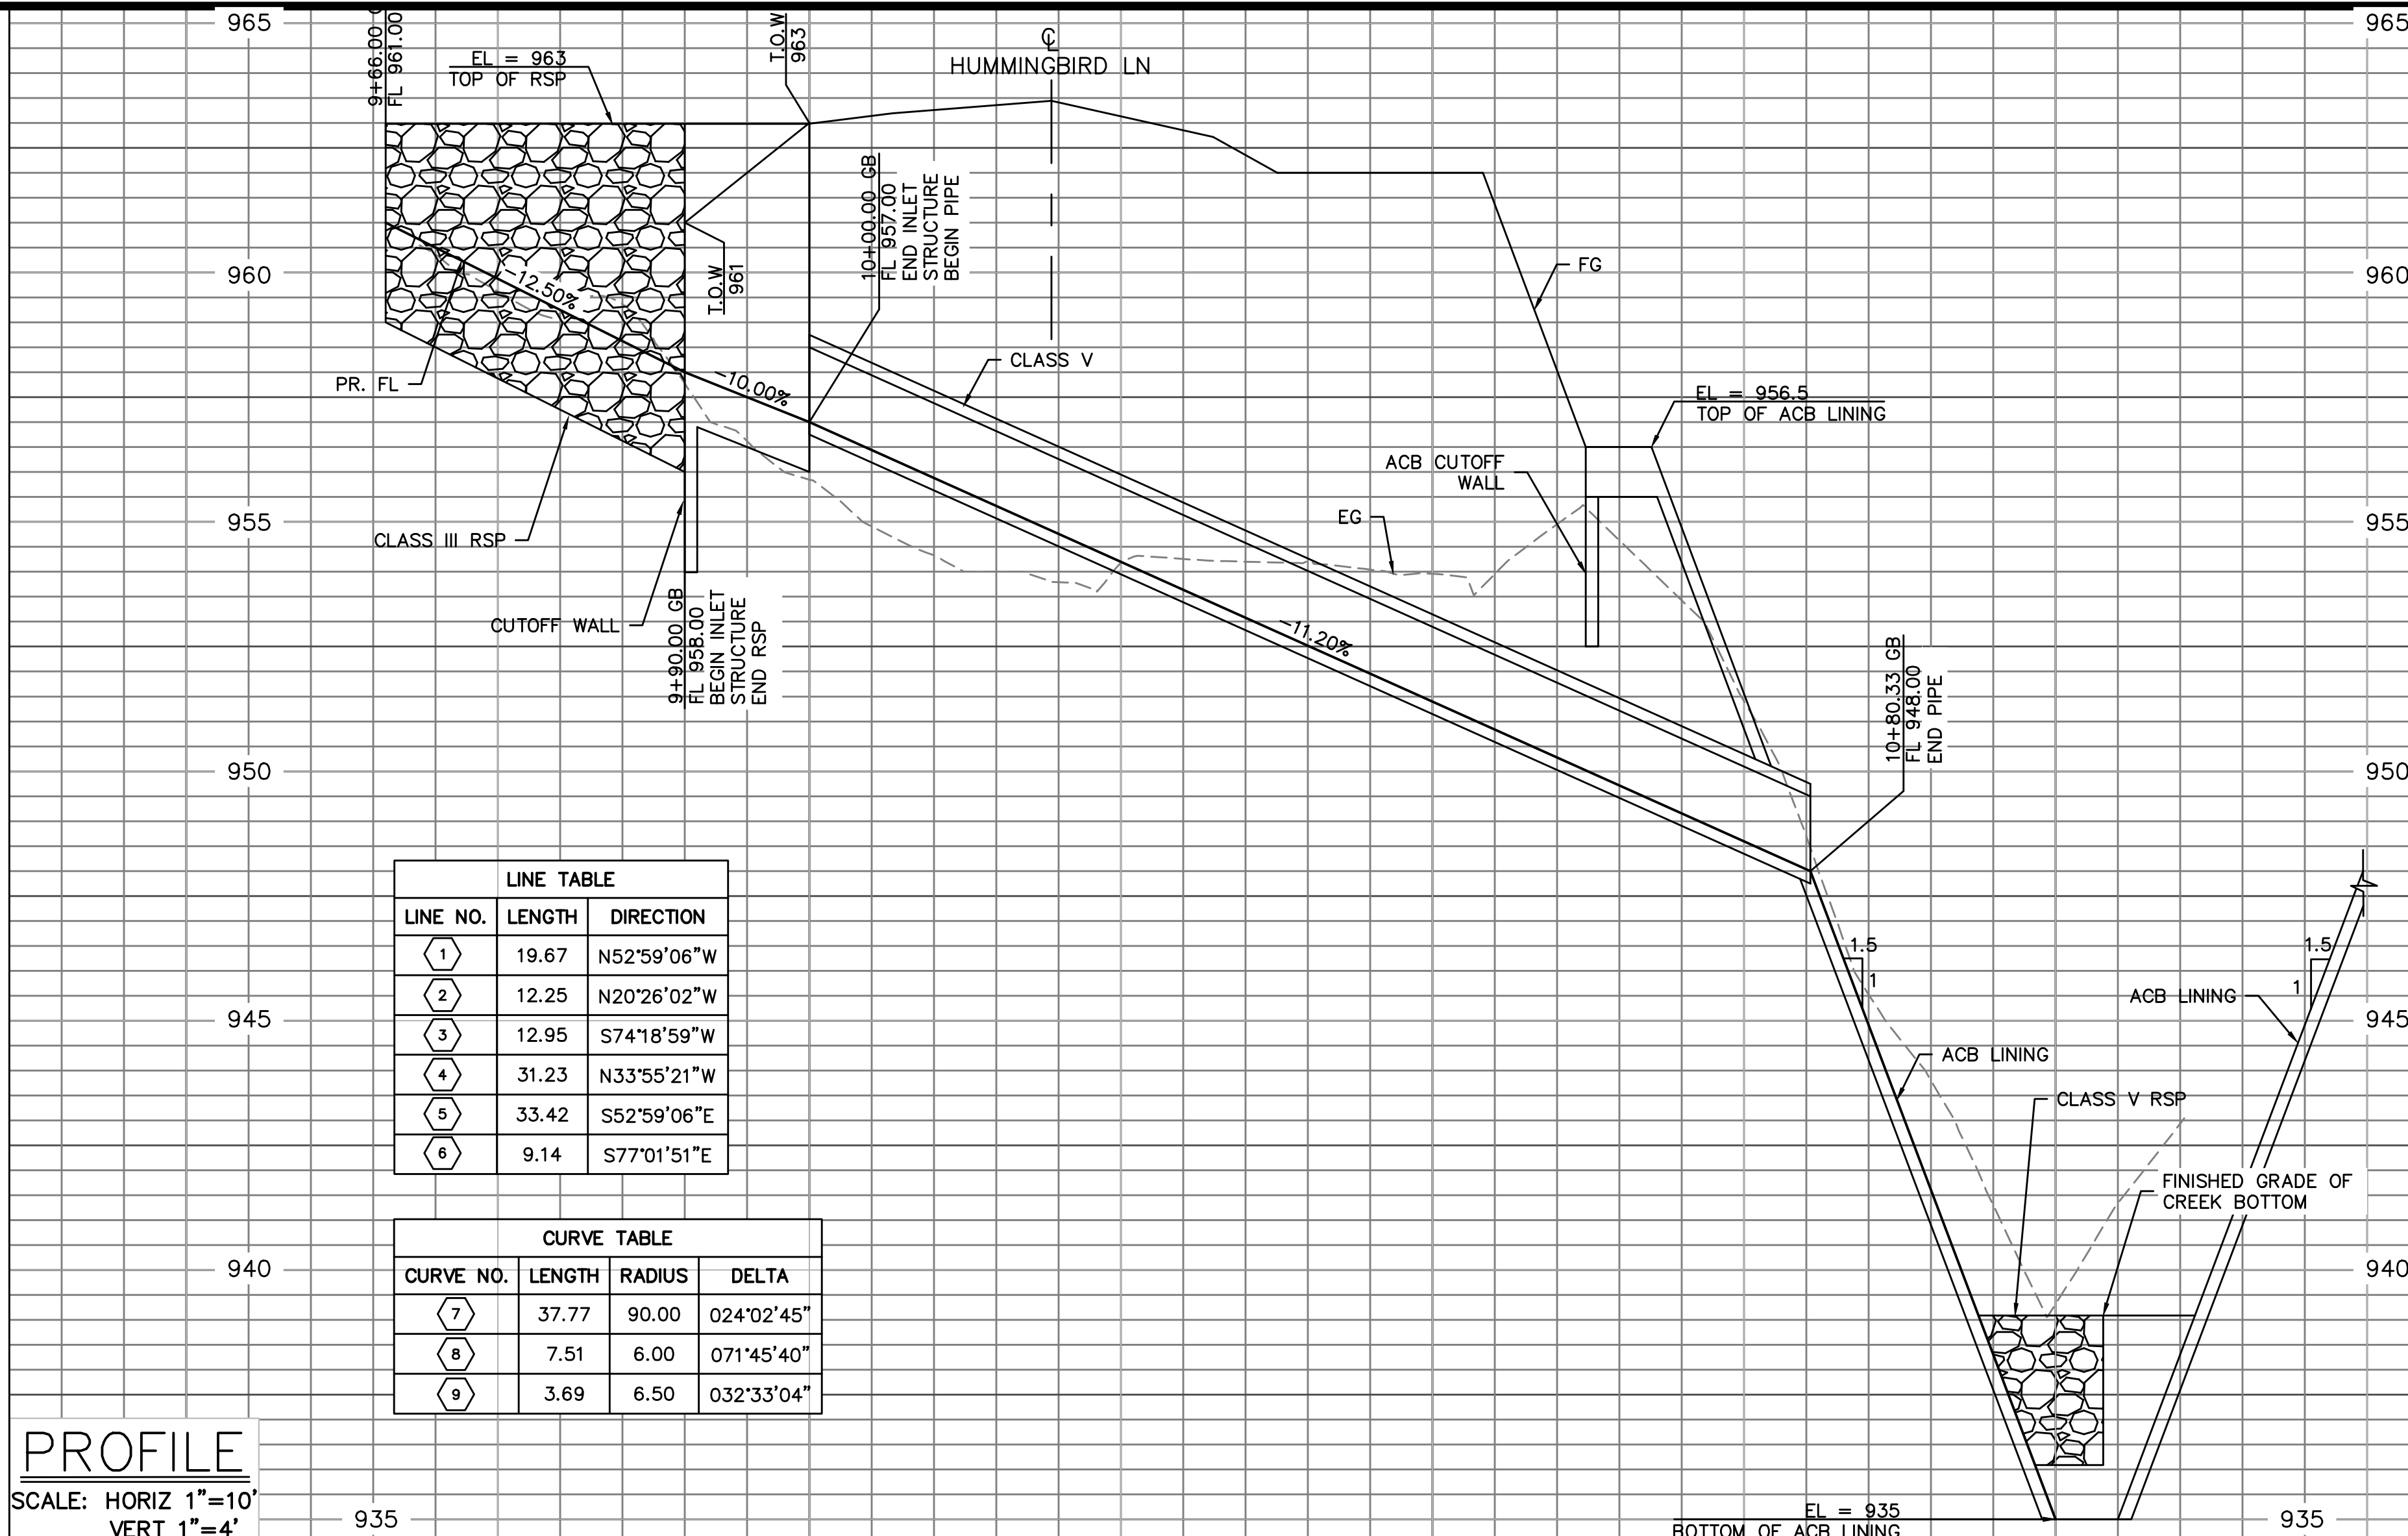 965
9+66.00
FL 961.00
EL = 963
TOP OF RSP
T.O.W
963
℄
HUMMINGBIRD LN
965
10+00.00 GB
FL 957.00
END INLET
STRUCTURE
BEGIN PIPE
960
-12.50%
T.O.W
961
FG
960
PR. FL
-10.00%
CLASS V
EL = 956.5
TOP OF ACB LINING
ACB CUTOFF
WALL
955
CLASS III RSP
EG
955
CUTOFF WALL
9+90.00 GB
FL 958.00
BEGIN INLET
STRUCTURE
END RSP
-11.20%
10+80.33 GB
FL 948.00
END PIPE
950
950
LINE TABLE
LINE NO. LENGTH DIRECTION
1 19.67 N52°59'06"W
2 12.25 N20°26'02"W
3 12.95 S74°18'59"W
4 31.23 N33°55'21"W
5 33.42 S52°59'06"E
6 9.14 S77°01'51"E
1.5
1
1.5
1
945
ACB LINING
945
ACB LINING
CLASS V RSP
FINISHED GRADE OF
CREEK BOTTOM
CURVE TABLE
CURVE NO. LENGTH RADIUS DELTA
7 37.77 90.00 024°02'45"
8 7.51 6.00 071°45'40"
9 3.69 6.50 032°33'04"
940
940
PROFILE
SCALE: HORIZ 1"=10'
VERT 1"=4'
935
EL = 935
BOTTOM OF ACB LINING
935